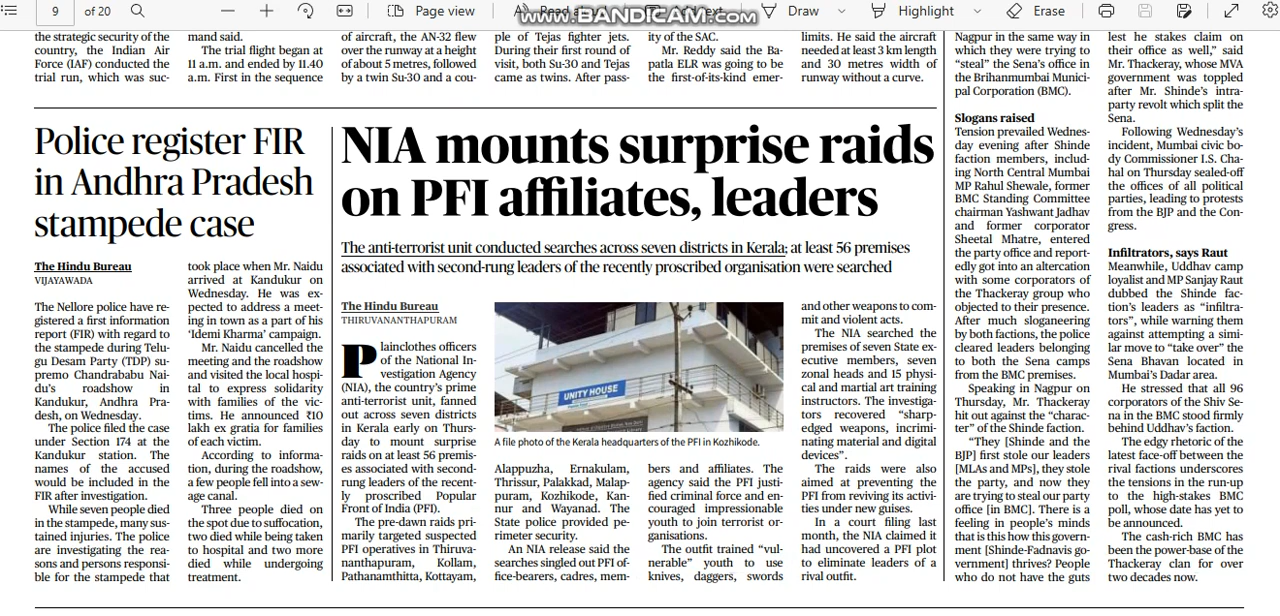 9 of 20
Page view
www.BANDICAM.com
Draw
Highlight
Erase
the strategic security of the
country, the Indian Air
Force (IAF) conducted the
trial run, which was suc-
mand said.
The trial flight began at
11 a.m. and ended by 11.40
a.m. First in the sequence
of aircraft, the AN-32 flew
over the runway at a height
of about 5 metres, followed
by a twin Su-30 and a cou-
ple of Tejas fighter jets.
During their first round of
visit, both Su-30 and Tejas
came as twins. After pass-
ity of the SAC.
Mr. Reddy said the Ba-
patla ELR was going to be
the first-of-its-kind emer-
limits. He said the aircraft
needed at least 3 km length
and 30 metres width of
runway without a curve.
Police register FIR
in Andhra Pradesh
stampede case
The Hindu Bureau
VIJAYAWADA
The Nellore police have re-
gistered a first information
report (FIR) with regard to
the stampede during Telu-
gu Desam Party (TDP) su-
premo Chandrababu Nai-
du's roadshow in
Kandukur, Andhra Pra-
desh, on Wednesday.
The police filed the case
under Section 174 at the
Kandukur station. The
names of the accused
would be included in the
FIR after investigation.
While seven people died
in the stampede, many sus-
tained injuries. The police
are investigating the rea-
sons and persons responsi-
ble for the stampede that
took place when Mr. Naidu
arrived at Kandukur on
Wednesday. He was ex-
pected to address a meet-
ing in town as a part of his
'Idemi Kharma' campaign.
Mr. Naidu cancelled the
meeting and the roadshow
and visited the local hospi-
tal to express solidarity
with families of the vic-
tims. He announced ₹10
lakh ex gratia for families
of each victim.
According to informa-
tion, during the roadshow,
a few people fell into a sew-
age canal.
Three people died on
the spot due to suffocation,
two died while being taken
to hospital and two more
died while undergoing
treatment.
NIA mounts surprise raids
on PFI affiliates, leaders
The anti-terrorist unit conducted searches across seven districts in Kerala; at least 56 premises
associated with second-rung leaders of the recently proscribed organisation were searched
The Hindu Bureau
THIRUVANANTHAPURAM
Plainclothes officers
of the National In-
vestigation Agency
(NIA), the country's prime
anti-terrorist unit, fanned
out across seven districts
in Kerala early on Thurs-
day to mount surprise
raids on at least 56 premis-
es associated with second-
rung leaders of the recent-
ly proscribed Popular
Front of India (PFI).
The pre-dawn raids pri-
marily targeted suspected
PFI operatives in Thiruva-
nanthapuram, Kollam,
Pathanamthitta, Kottayam,
UNITY HOUSE
A file photo of the Kerala headquarters of the PFI in Kozhikode.
Alappuzha, Ernakulam,
Thrissur, Palakkad, Malap-
puram, Kozhikode, Kan-
nur and Wayanad. The
State police provided pe-
rimeter security.
An NIA release said the
searches singled out PFI of-
fice-bearers, cadres, mem-
bers and affiliates. The
agency said the PFI justi-
fied criminal force and en-
couraged impressionable
youth to join terrorist or-
ganisations.
The outfit trained "vul-
nerable" youth to use
knives, daggers, swords
and other weapons to com-
mit and violent acts.
The NIA searched the
premises of seven State ex-
ecutive members, seven
zonal heads and 15 physi-
cal and martial art training
instructors. The investiga-
tors recovered "sharp-
edged weapons, incrimi-
nating material and digital
devices".
The raids were also
aimed at preventing the
PFI from reviving its activi-
ties under new guises.
In a court filing last
month, the NIA claimed it
had uncovered a PFI plot
to eliminate leaders of a
rival outfit.
Nagpur in the same way in
which they were trying to
"steal" the Sena's office in
the Brihanmumbai Munici-
pal Corporation (BMC).
Slogans raised
Tension prevailed Wednes-
day evening after Shinde
faction members, includ-
ing North Central Mumbai
MP Rahul Shewale, former
BMC Standing Committee
chairman Yashwant Jadhav
and former corporator
Sheetal Mhatre, entered
the party office and report-
edly got into an altercation
with some corporators of
the Thackeray group who
objected to their presence.
After much sloganeering
by both factions, the police
cleared leaders belonging
to both the Sena camps
from the BMC premises.
Speaking in Nagpur on
Thursday, Mr. Thackeray
hit out against the "charac-
ter" of the Shinde faction.
"They [Shinde and the
BJP] first stole our leaders
[MLAs and MPs], they stole
the party, and now they
are trying to steal our party
office [in BMC]. There is a
feeling in people's minds
that is this how this govern-
ment [Shinde-Fadnavis go-
vernment] thrives? People
who do not have the guts
lest he stakes claim on
their office as well," said
Mr. Thackeray, whose MVA
government was toppled
after Mr. Shinde's intra-
party revolt which split the
Sena.
Following Wednesday's
incident, Mumbai civic bo-
dy Commissioner I.S. Cha-
hal on Thursday sealed-off
the offices of all political
parties, leading to protests
from the BJP and the Con-
gress.
Infiltrators, says Raut
Meanwhile, Uddhav camp
loyalist and MP Sanjay Raut
dubbed the Shinde fac-
tion's leaders as "infiltra-
tors", while warning them
against attempting a simi-
lar move to "take over" the
Sena Bhavan located in
Mumbai's Dadar area.
He stressed that all 96
corporators of the Shiv Se-
na in the BMC stood firmly
behind Uddhav's faction.
The edgy rhetoric of the
latest face-off between the
rival factions underscores
the tensions in the run-up
to the high-stakes BMC
poll, whose date has yet to
be announced.
The cash-rich BMC has
been the power-base of the
Thackeray clan for over
two decades now.